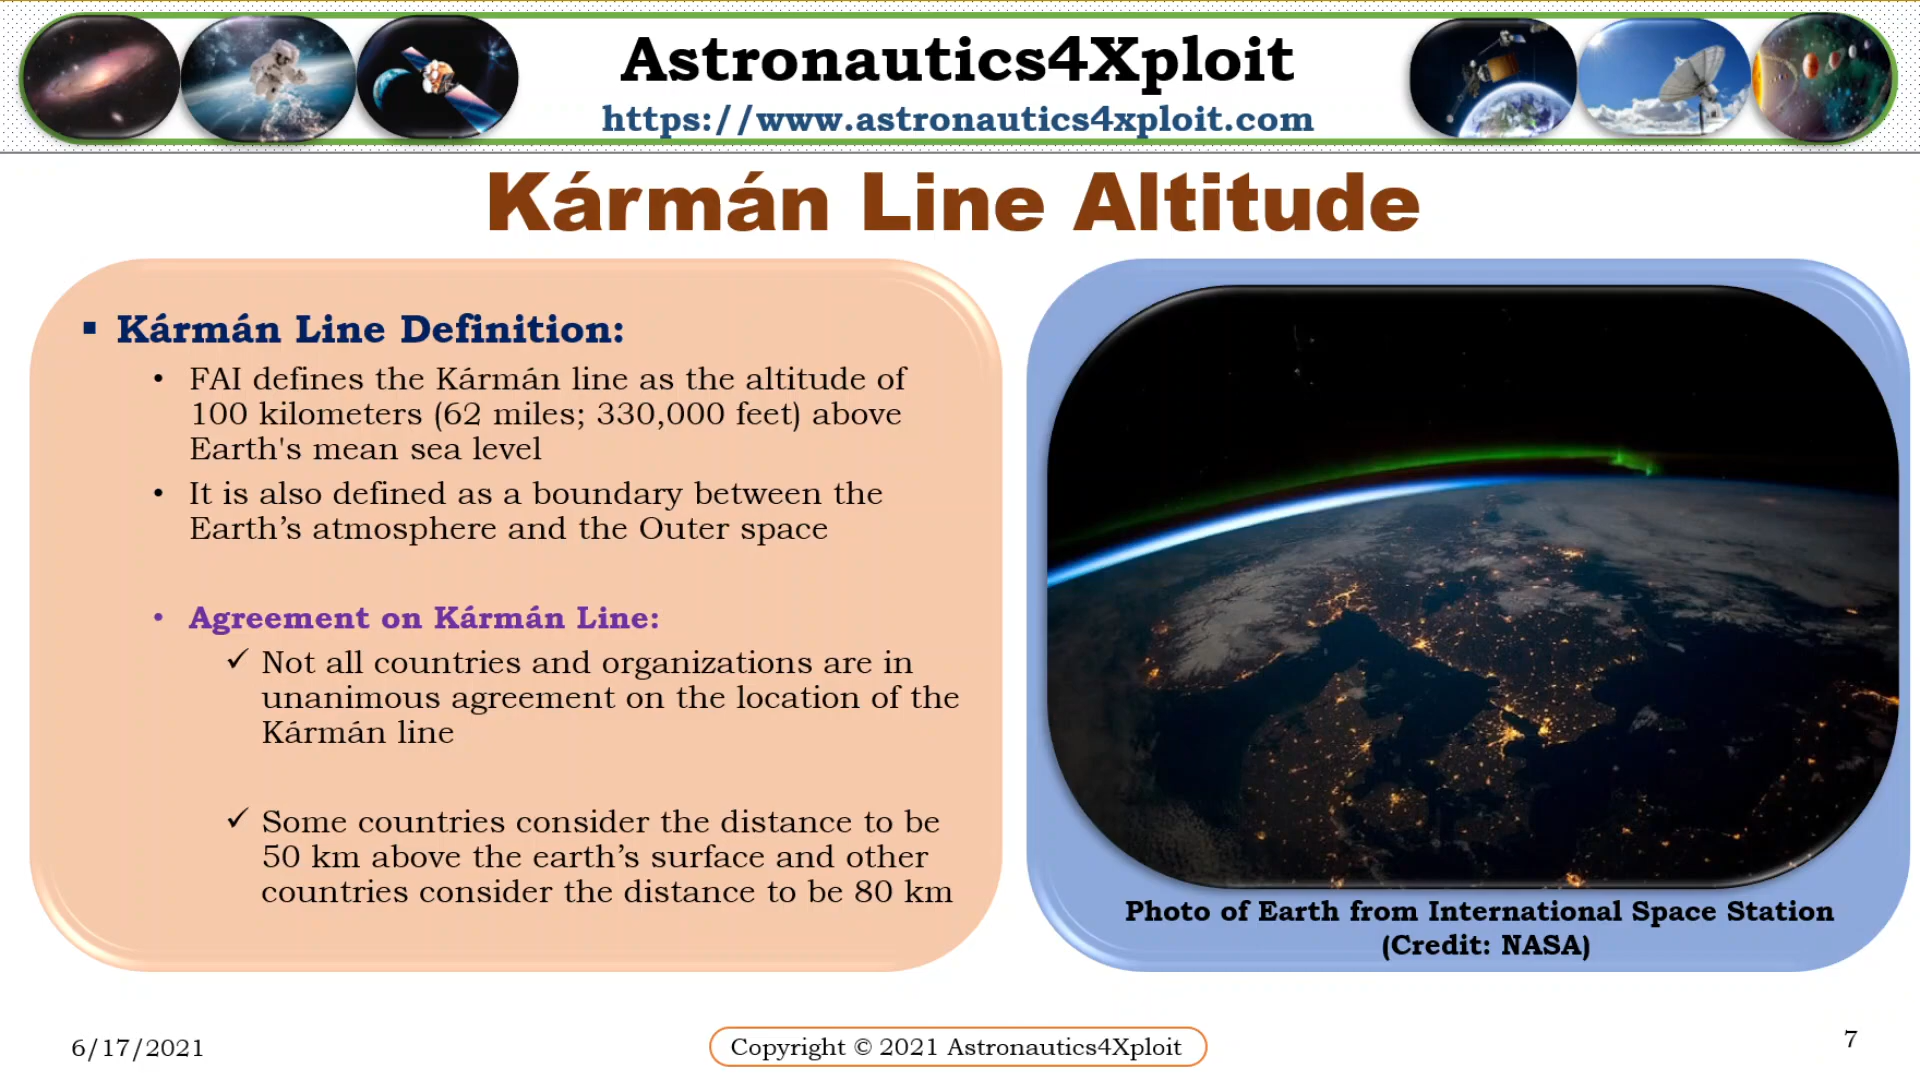 Astronautics4Xploit
https://www.astronautics4xploit.com
Kármán Line Altitude
▪ Kármán Line Definition:
• FAI defines the Kármán line as the altitude of
100 kilometers (62 miles; 330,000 feet) above
Earth's mean sea level
• It is also defined as a boundary between the
Earth’s atmosphere and the Outer space
• Agreement on Kármán Line:
✓ Not all countries and organizations are in
unanimous agreement on the location of the
Kármán line
✓ Some countries consider the distance to be
50 km above the earth’s surface and other
countries consider the distance to be 80 km
Photo of Earth from International Space Station
(Credit: NASA)
6/17/2021
Copyright © 2021 Astronautics4Xploit
7